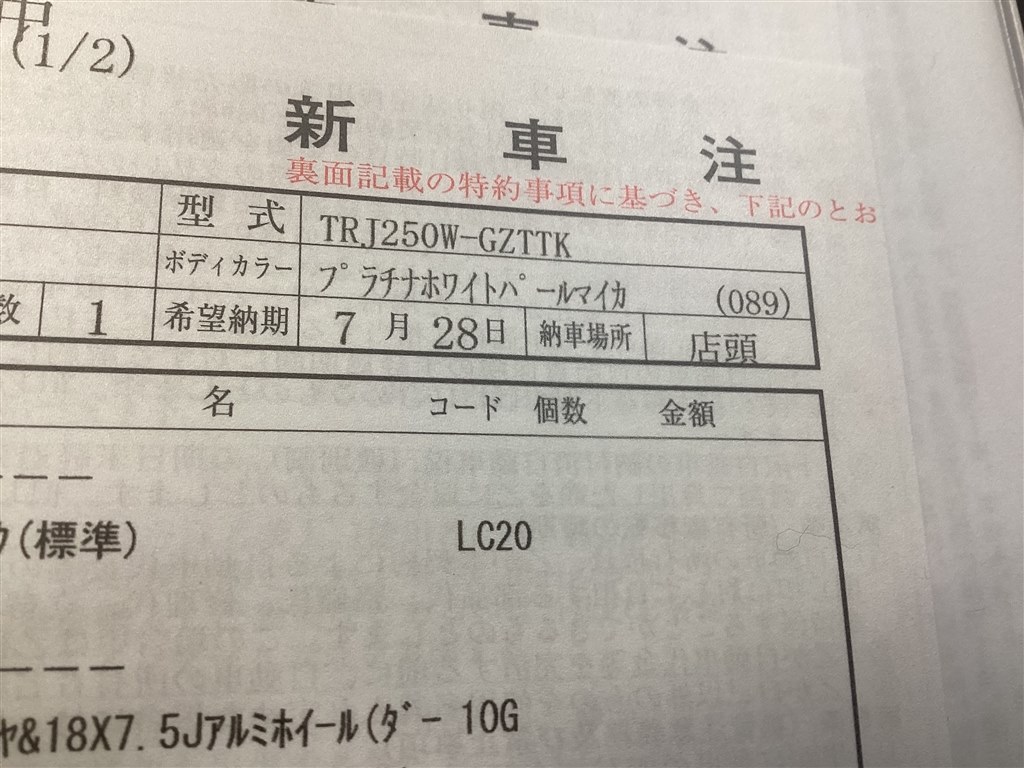 (1/2)
新車注
裏面記載の特約事項に基づき、下記のとお
型式 TRJ250W-GZTTK
ボディカラー プラチナホワイトパールマイカ (089)
数 1 希望納期 7月28日 納車場所 店頭
名 コード 個数 金額
---
(標準) LC20
---
ヤ&18X7.5Jアルミホイール(ダー 10G